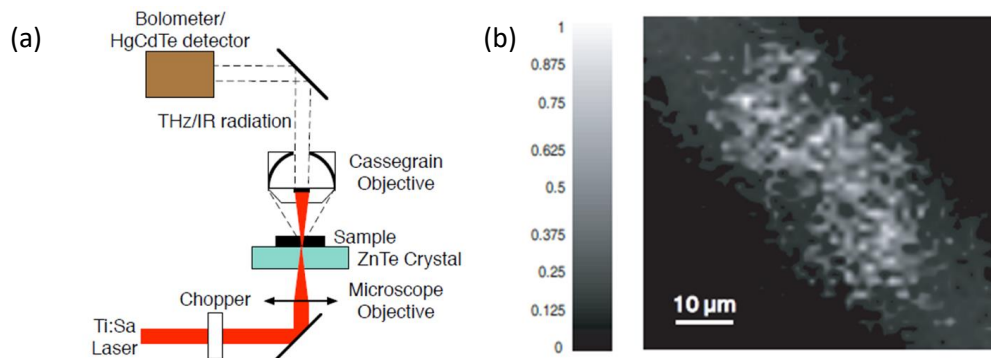 (a)
Bolometer/
HgCdTe detector
THz/IR radiation
Cassegrain
Objective
Sample
ZnTe Crystal
Microscope
Objective
Chopper
Ti:Sa
Laser
(b)
1
0.875
0.75
0.625
0.5
0.375
0.25
0.125
0
10 µm